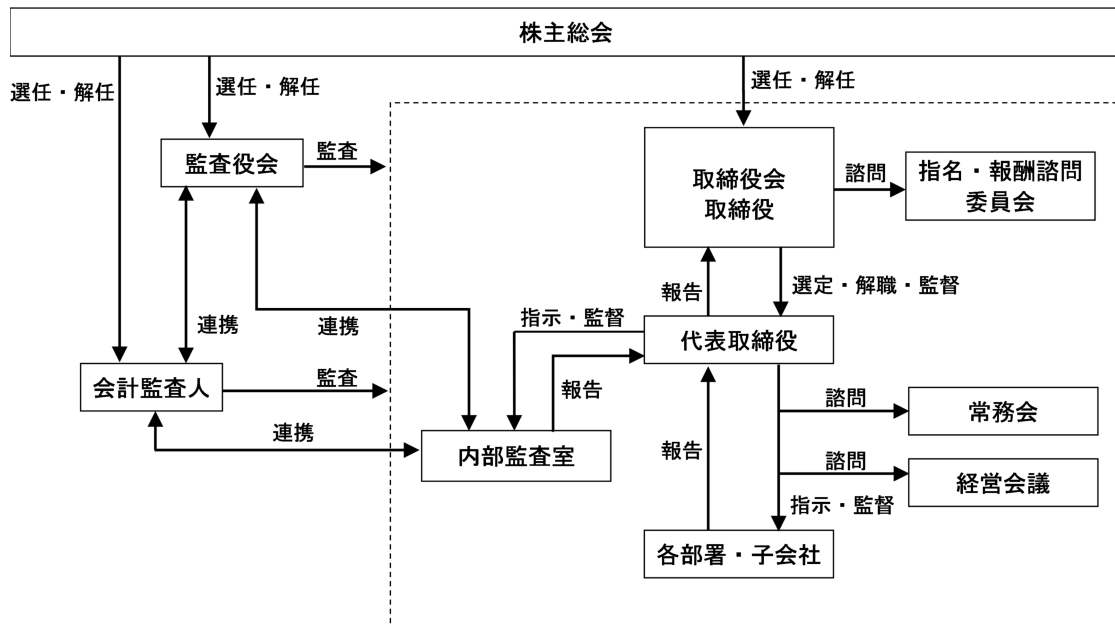 株主総会
選任・解任
選任・解任
選任・解任
監査役会
監査
取締役会
取締役
諮問
指名・報酬諮問
委員会
報告
選定・解職・監督
連携
連携
指示・監督
代表取締役
会計監査人
監査
報告
諮問
常務会
連携
内部監査室
報告
諮問
経営会議
指示・監督
各部署・子会社